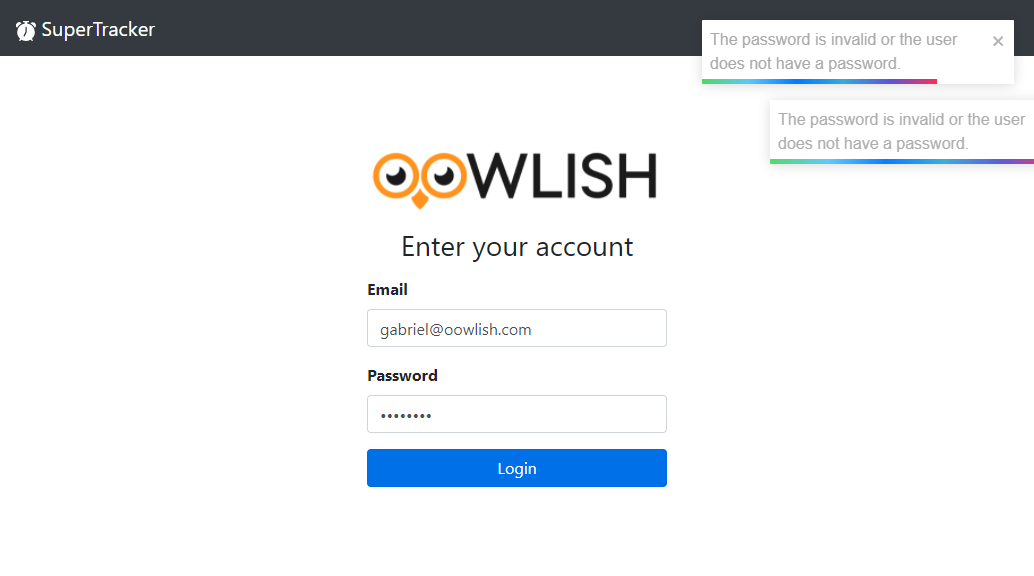 SuperTracker
The password is invalid or the user
does not have a password.
The password is invalid or the user
does not have a password.
OOWLISH
Enter your account
Email
gabriel@oowlish.com
Password
••••••••
Login